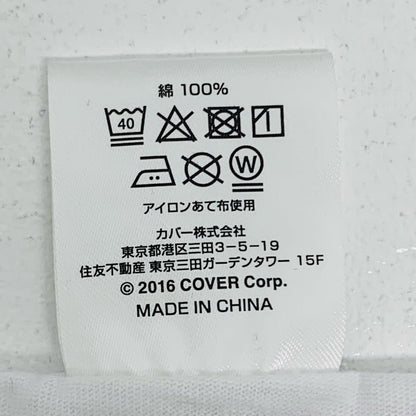 綿 100%
40
W
アイロンあて布使用
カバー株式会社
東京都港区三田3-5-19
住友不動産 東京三田ガーデンタワー 15F
© 2016 COVER Corp.
MADE IN CHINA